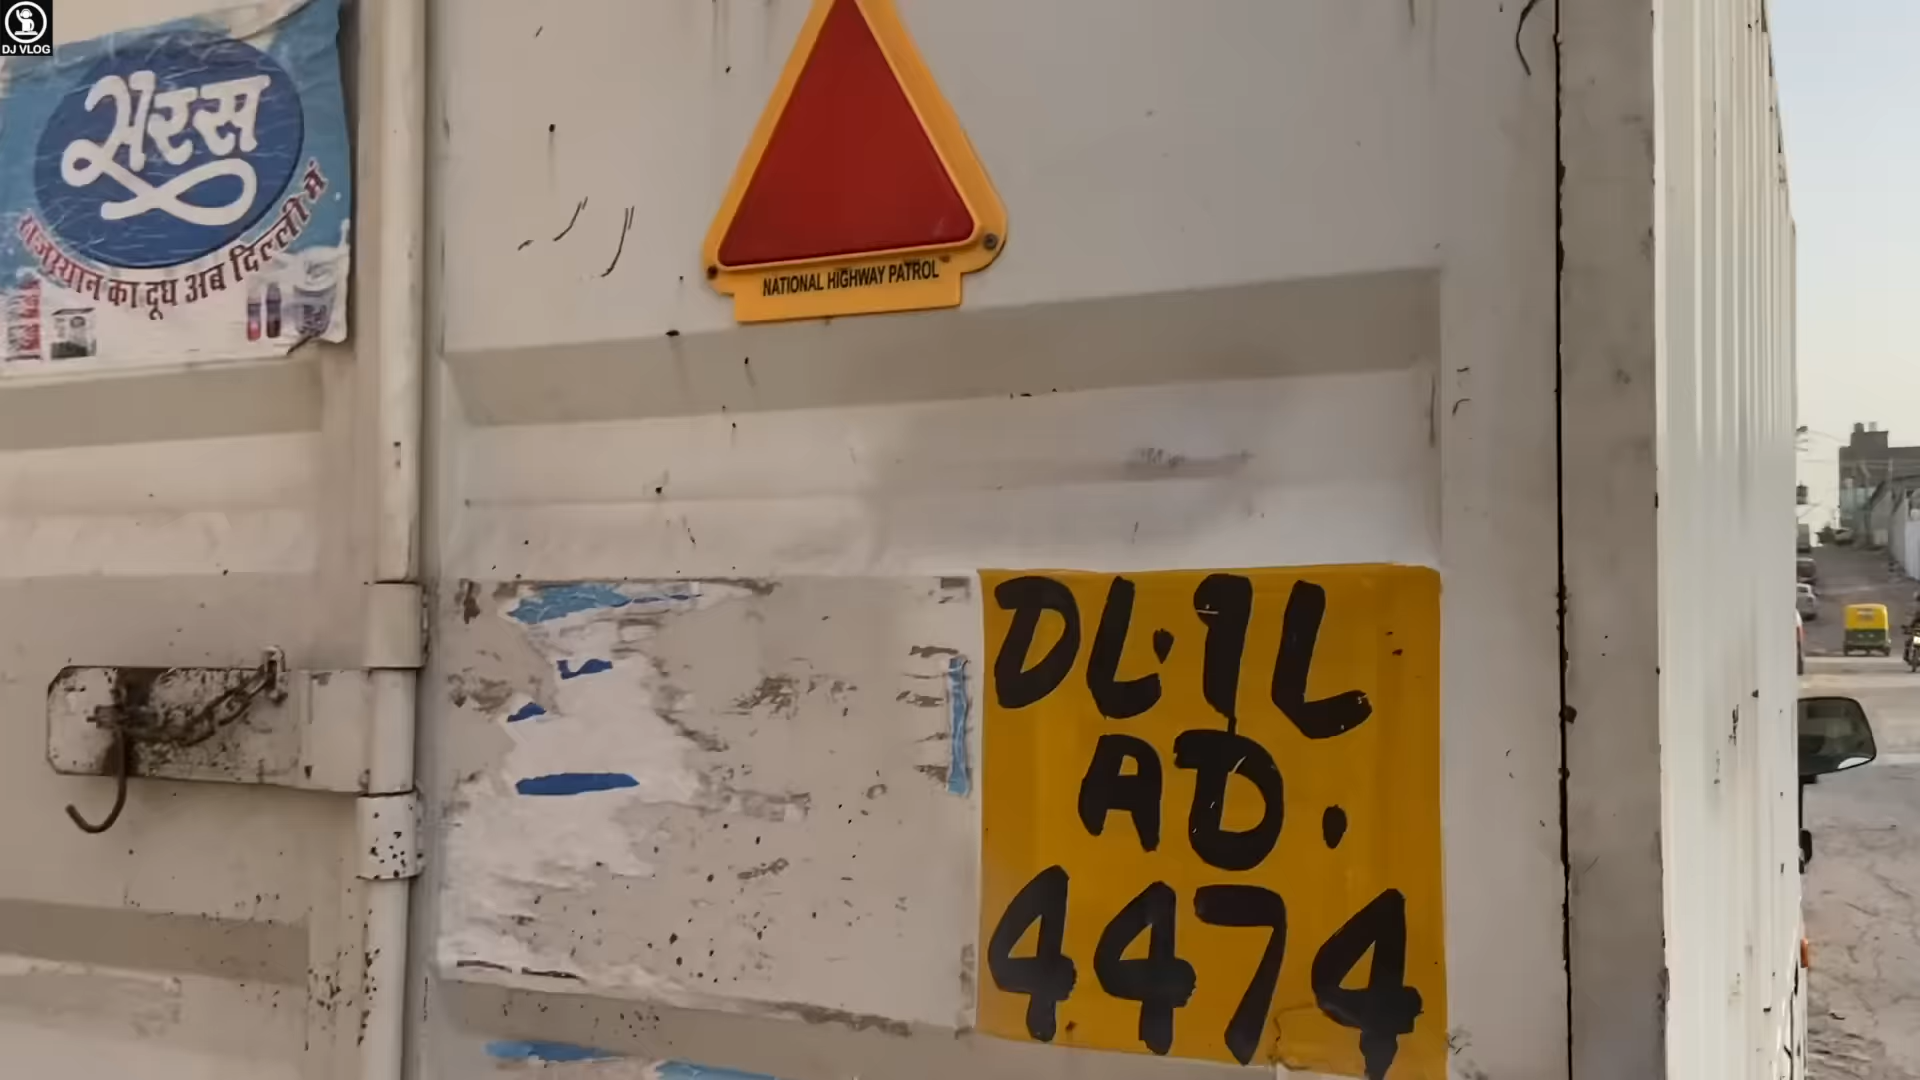 DJ VLOG
सरस
राजस्थान का दूध अब दिल्ली में
NATIONAL HIGHWAY PATROL
DL.1L
AD.
4474